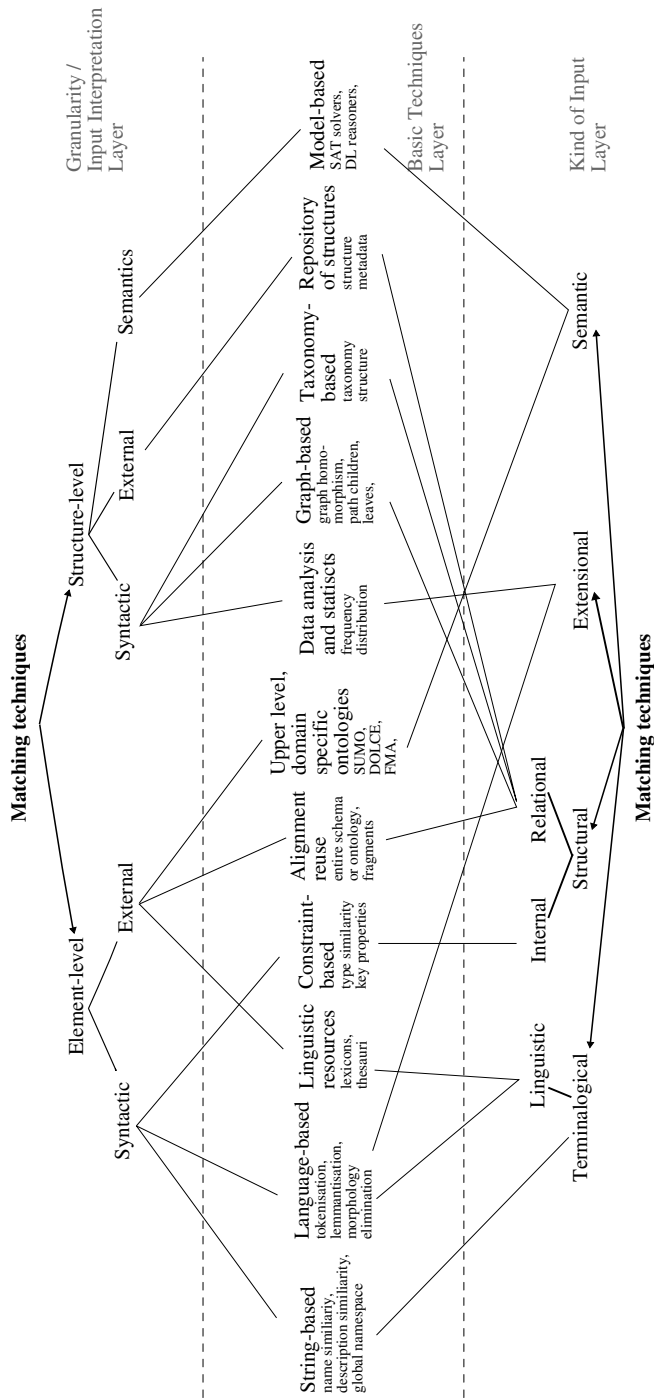 Matching techniques
Element-level
Structure-level
Granularity /
Input Interpretation
Layer
Syntactic
External
Syntactic
External
Semantics
String-based
name similiariy,
description similiarity,
global namespace
Language-based
tokenisation,
lemmantisation,
morphology
elimination
Linguistic
resources
lexicons,
thesauri
Constraint-
based
type similarity
key properties
Alignment
reuse
entire schema
or ontology,
fragments
Upper level,
domain
specific
ontologies
SUMO,
DOLCE,
FMA,
Data analysis
and statiscts
frequency
distribution
Graph-based
graph homo-
morphism,
path children,
leaves,
Taxonomy-
based
taxonomy
structure
Repository
of structures
structure
metadata
Model-based
SAT solvers,
DL reasoners,
Basic Techniques
Layer
Linguistic
Internal
Relational
Terminalogical
Structural
Extensional
Semantic
Kind of Input
Layer
Matching techniques